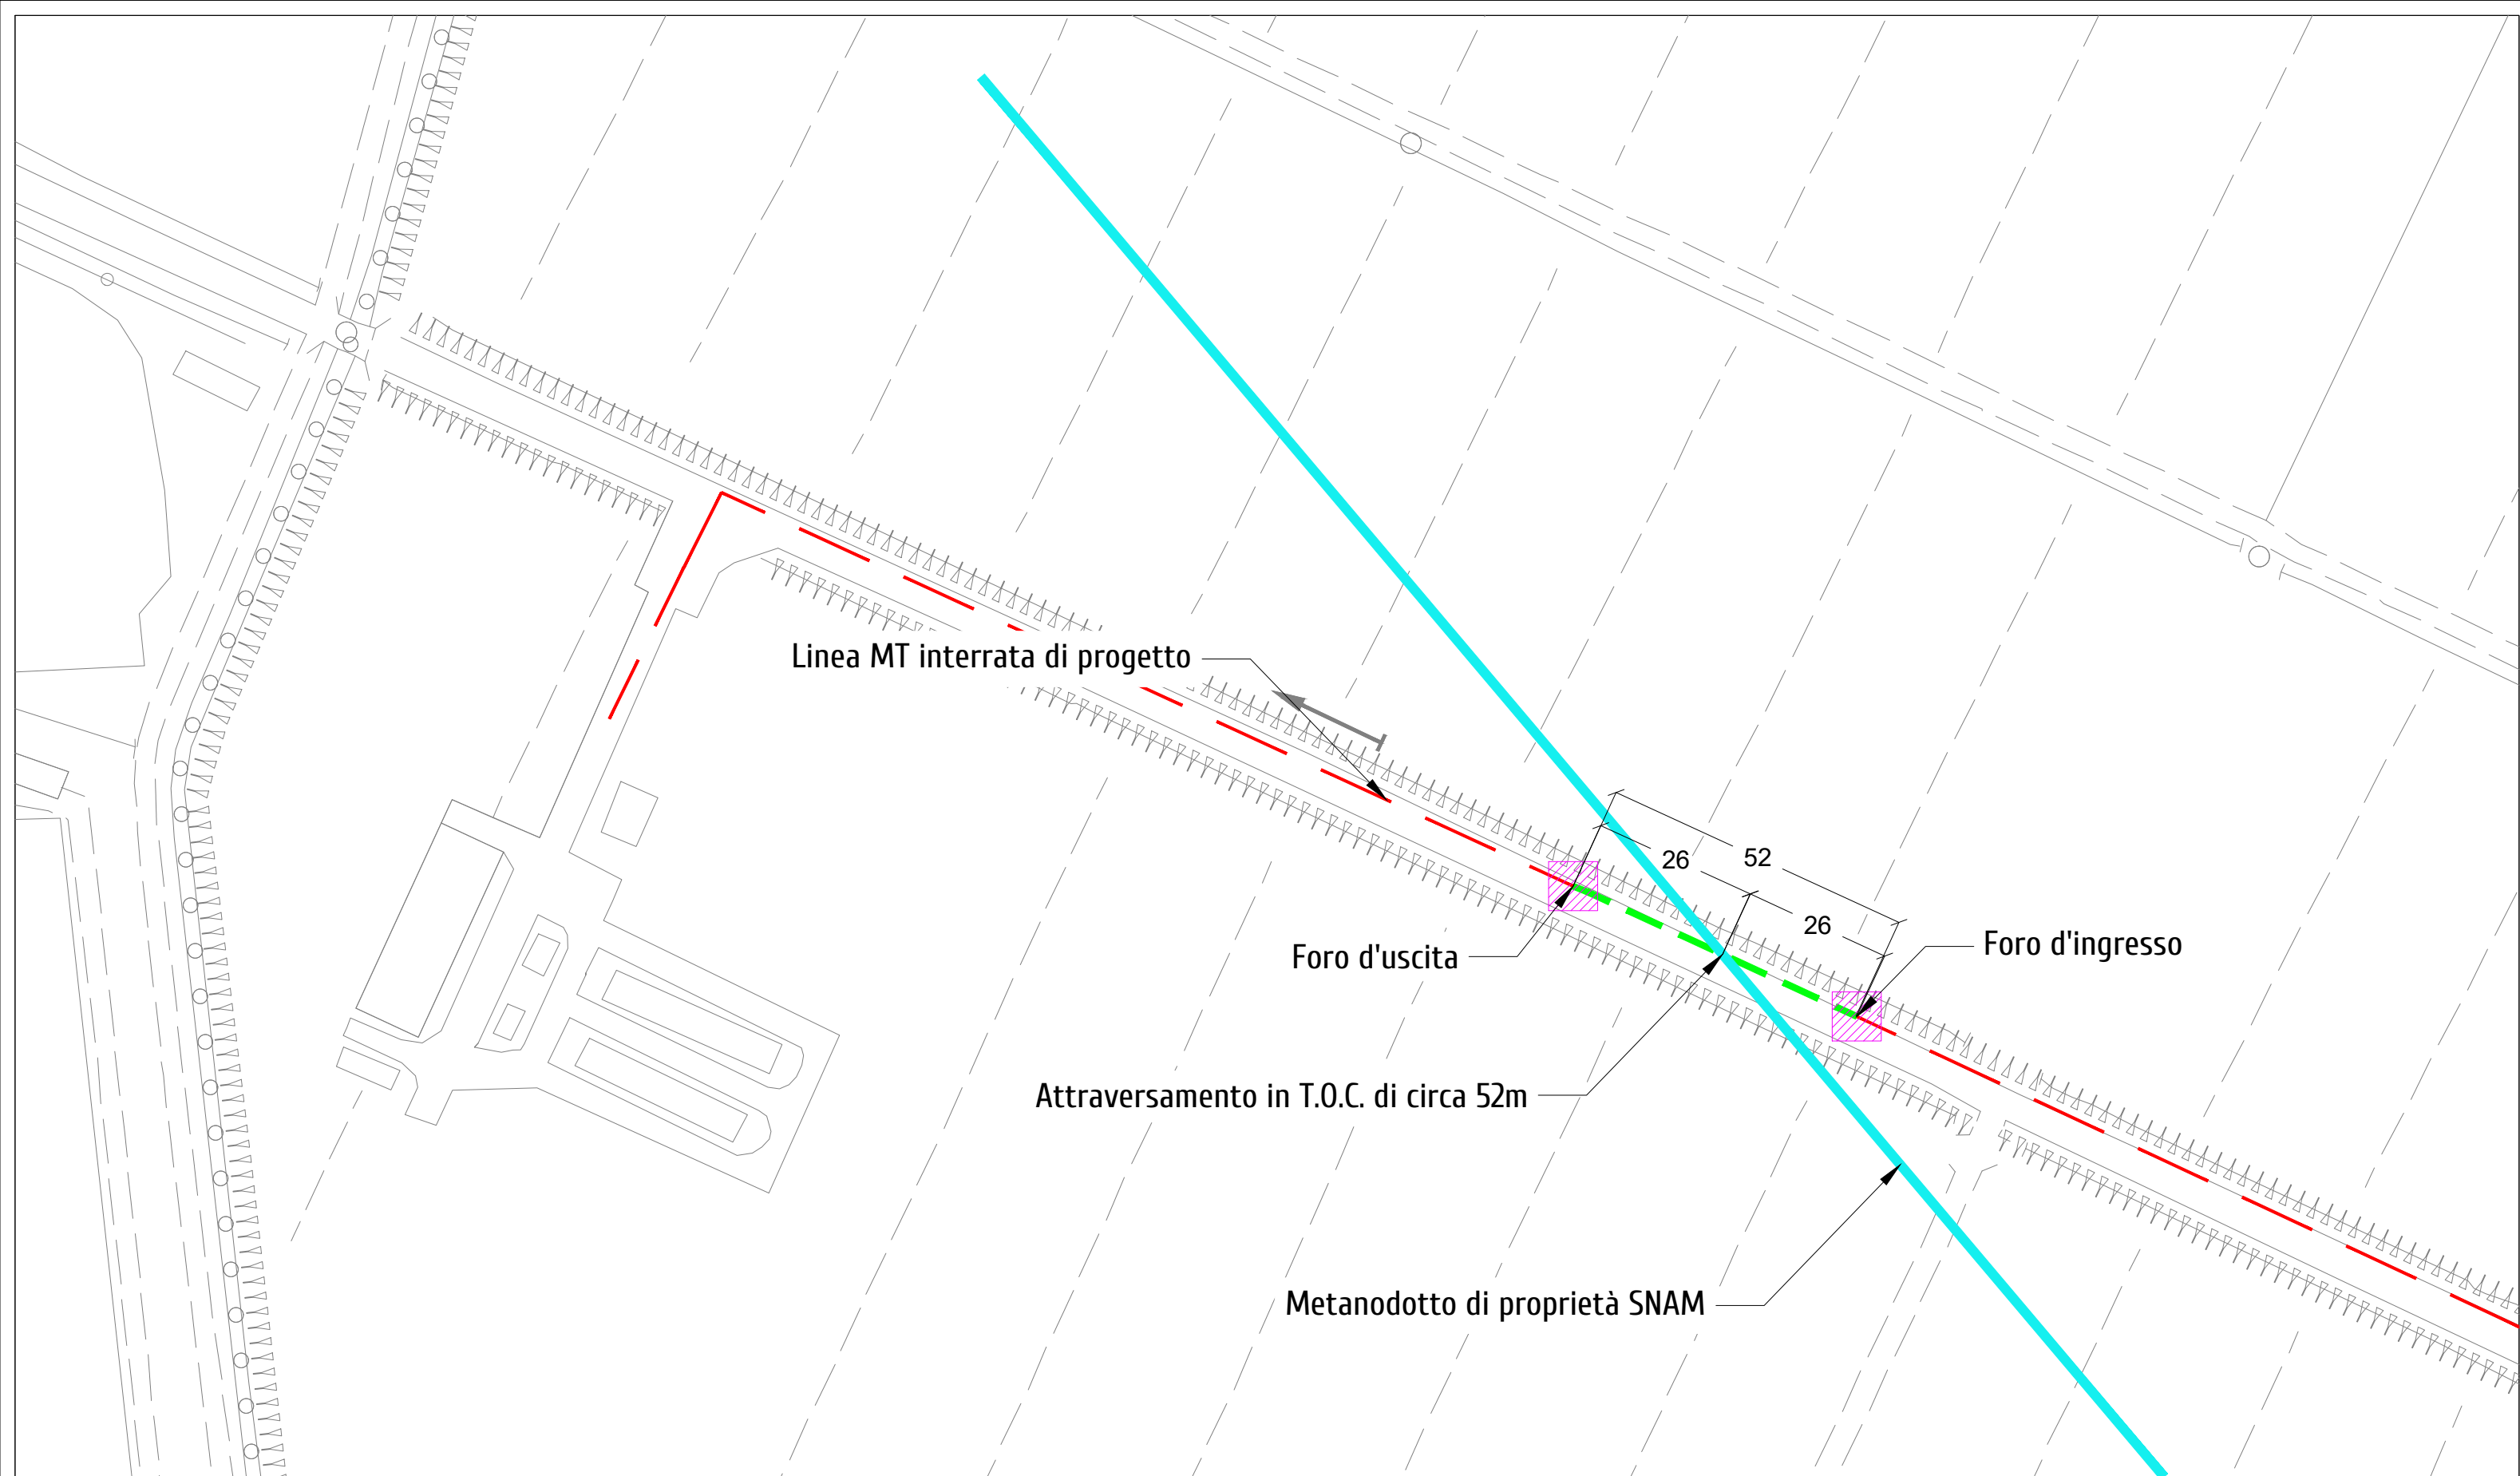 Linea MT interrata di progetto
52
26
26
Foro d'ingresso
Foro d'uscita
Attraversamento in T.O.C. di circa 52m
Metanodotto di proprietà SNAM